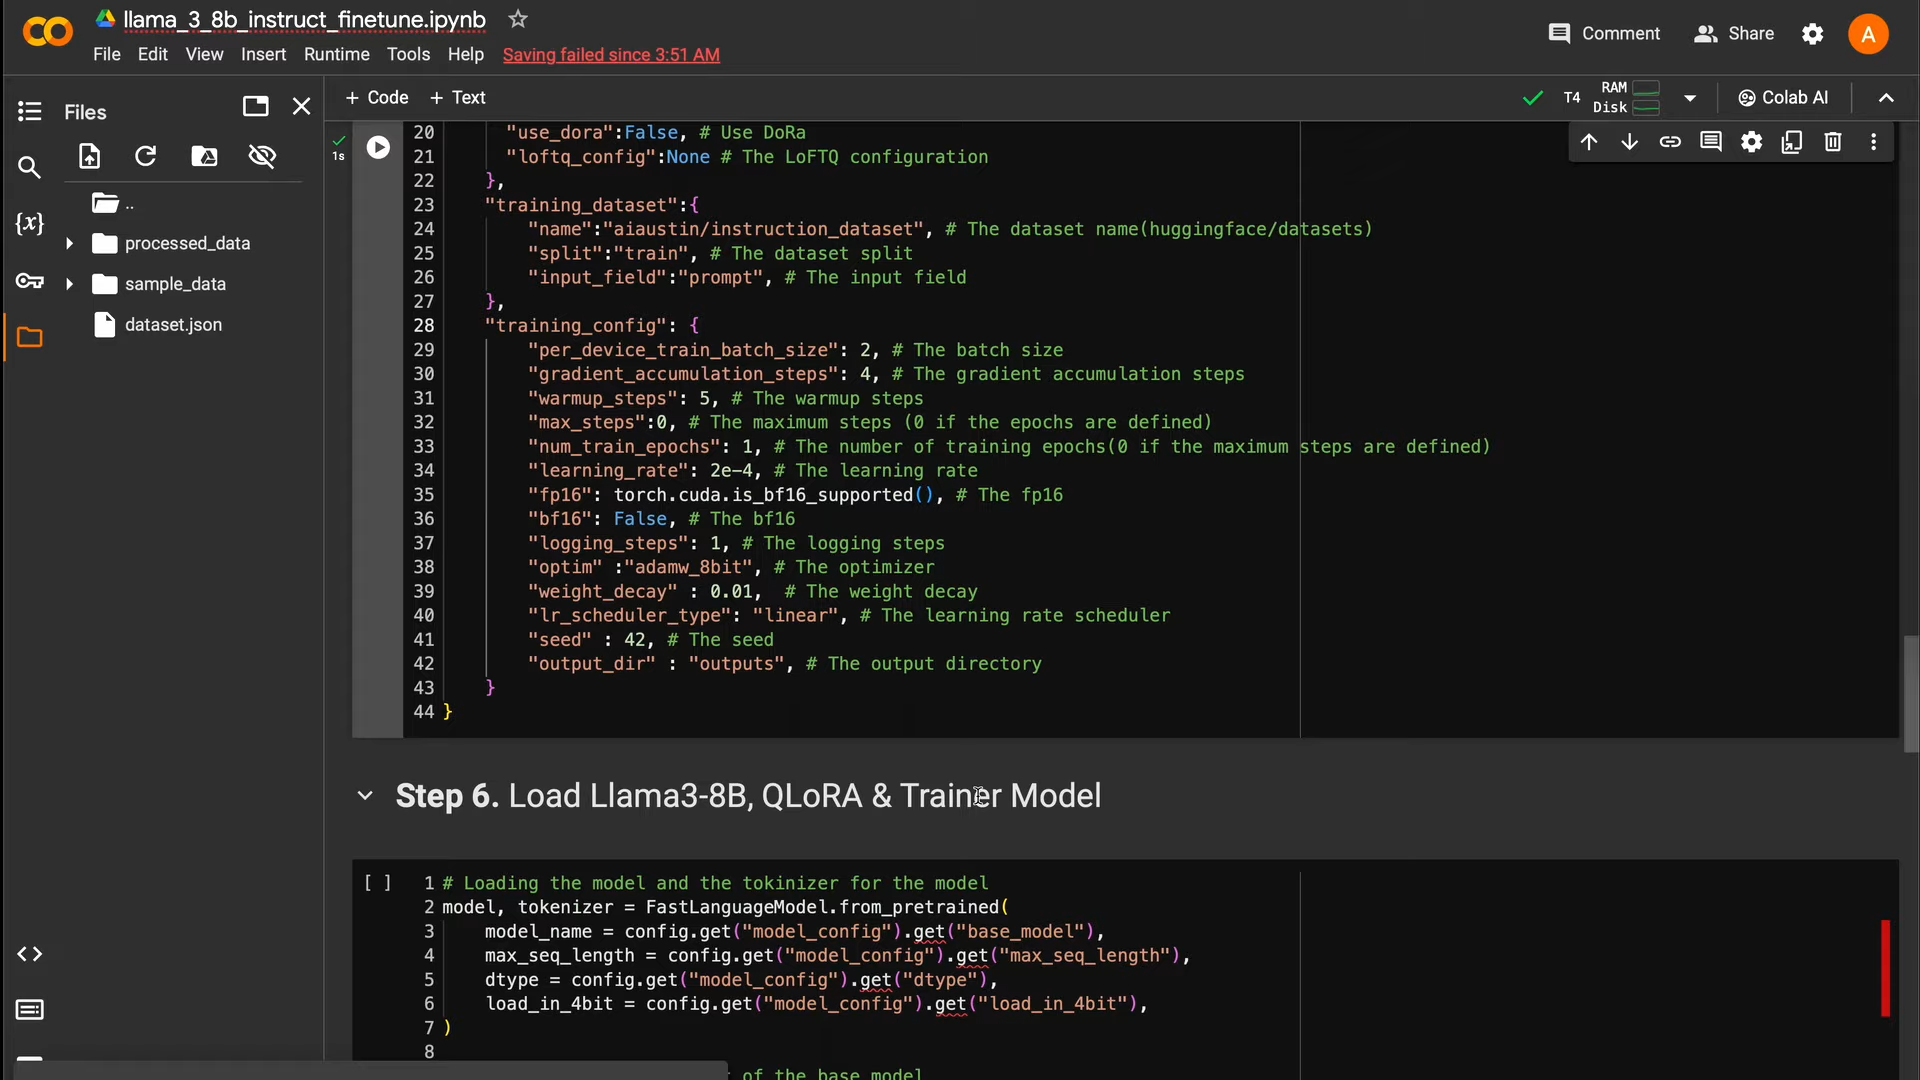 llama_3_8b_instruct_finetune.ipynb
File Edit View Insert Runtime Tools Help Saving failed since 3:51 AM
Comment Share A
Files
+ Code + Text
T4 RAM Disk Colab AI
..
processed_data
sample_data
dataset.json
{x}
1s
20 "use_dora":False, # Use DoRa
21 "loftq_config":None # The LoFTQ configuration
22 },
23 "training_dataset":{
24 "name":"aiaustin/instruction_dataset", # The dataset name(huggingface/datasets)
25 "split":"train", # The dataset split
26 "input_field":"prompt", # The input field
27 },
28 "training_config": {
29 "per_device_train_batch_size": 2, # The batch size
30 "gradient_accumulation_steps": 4, # The gradient accumulation steps
31 "warmup_steps": 5, # The warmup steps
32 "max_steps":0, # The maximum steps (0 if the epochs are defined)
33 "num_train_epochs": 1, # The number of training epochs(0 if the maximum steps are defined)
34 "learning_rate": 2e-4, # The learning rate
35 "fp16": torch.cuda.is_bf16_supported(), # The fp16
36 "bf16": False, # The bf16
37 "logging_steps": 1, # The logging steps
38 "optim" :"adamw_8bit", # The optimizer
39 "weight_decay" : 0.01, # The weight decay
40 "lr_scheduler_type": "linear", # The learning rate scheduler
41 "seed" : 42, # The seed
42 "output_dir" : "outputs", # The output directory
43 }
44 }
Step 6. Load Llama3-8B, QLoRA & Trainer Model
[ ] 1 # Loading the model and the tokinizer for the model
2 model, tokenizer = FastLanguageModel.from_pretrained(
3 model_name = config.get("model_config").get("base_model"),
4 max_seq_length = config.get("model_config").get("max_seq_length"),
5 dtype = config.get("model_config").get("dtype"),
6 load_in_4bit = config.get("model_config").get("load_in_4bit"),
7 )
8
of the base model